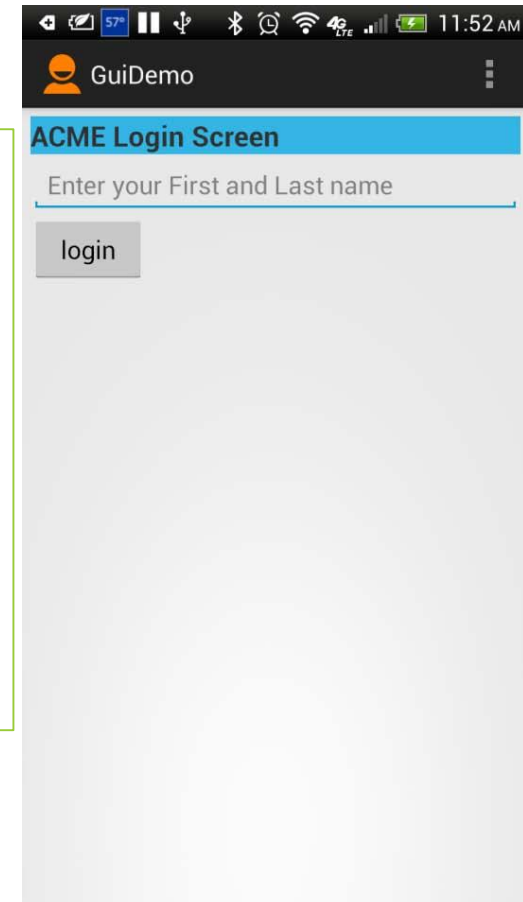 57° 4G LTE 11:52 AM
GuiDemo
ACME Login Screen
Enter your First and Last name
login